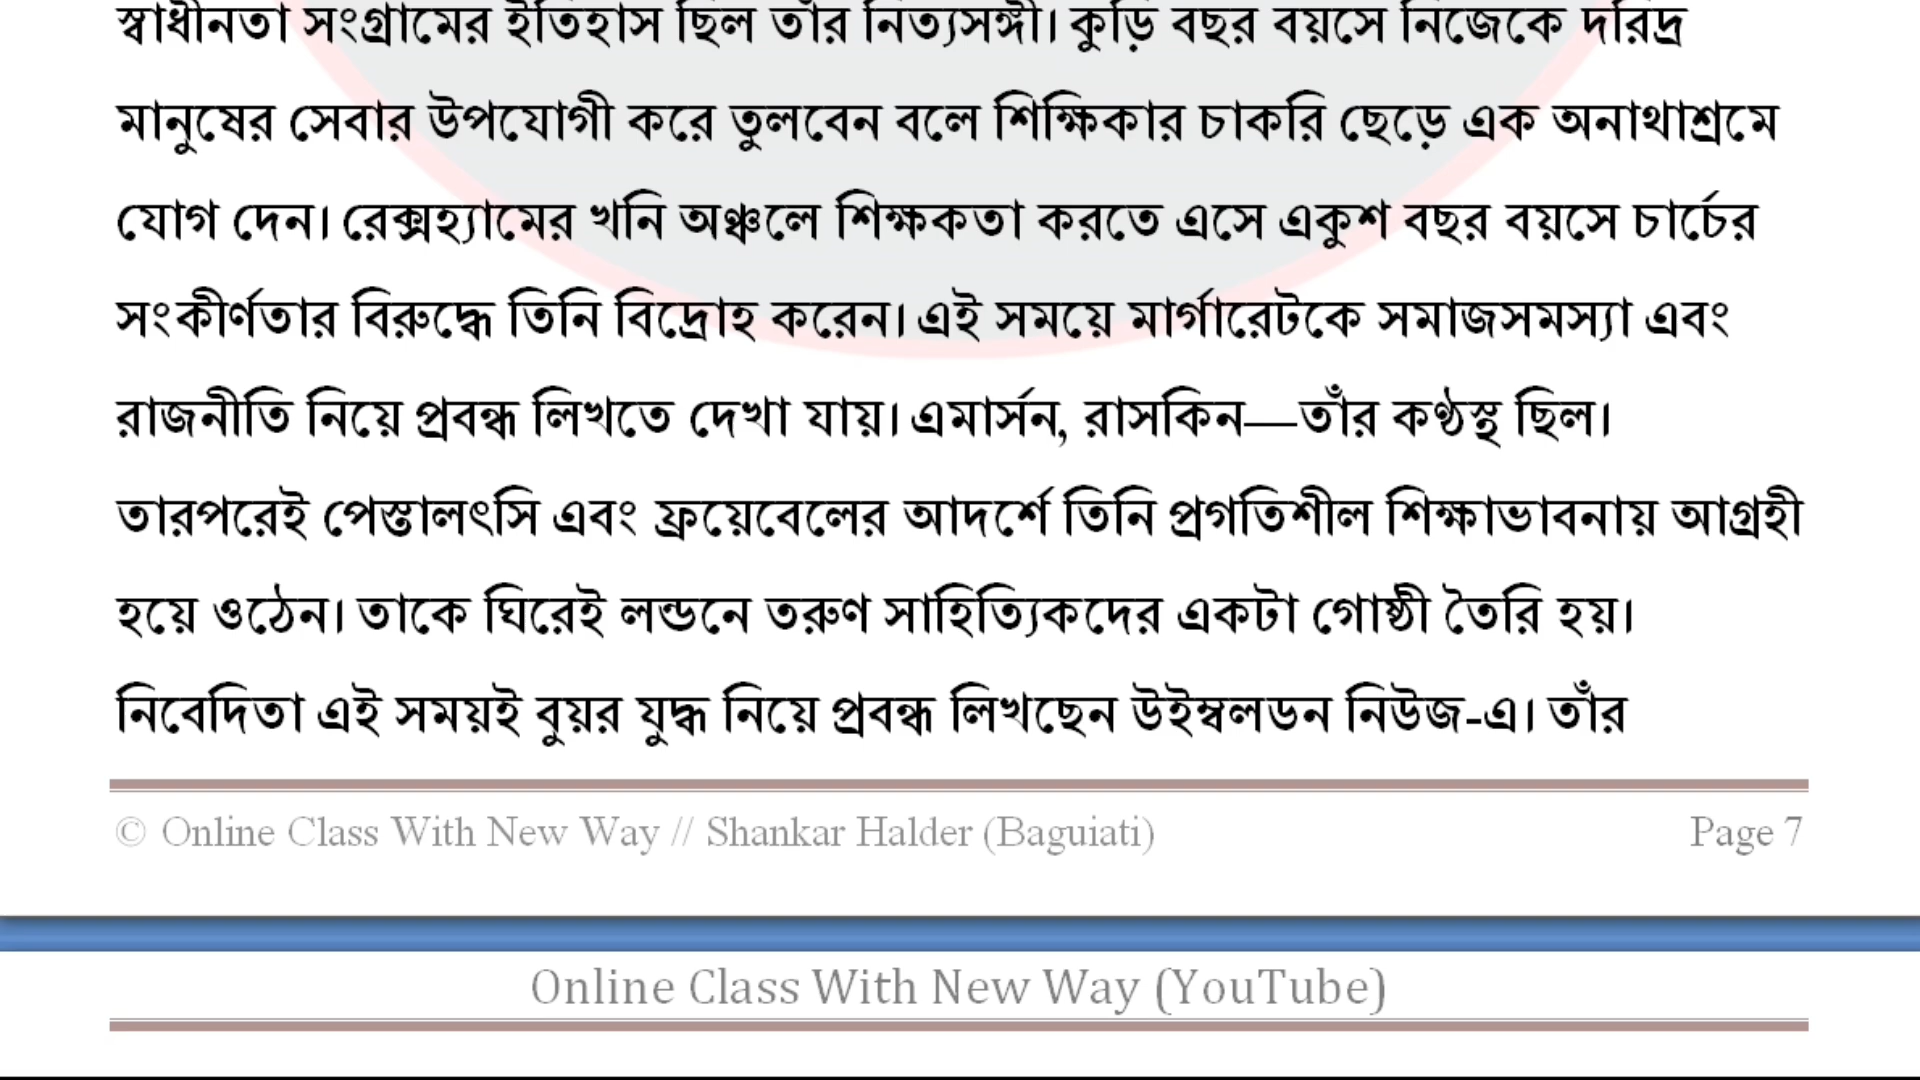 স্বাধীনতা সংগ্রামের ইতিহাস ছিল তাঁর নিত্যসঙ্গী। কুড়ি বছর বয়সে নিজেকে দরিদ্র
মানুষের সেবার উপযোগী করে তুলবেন বলে শিক্ষিকার চাকরি ছেড়ে এক অনাথাশ্রমে
যোগ দেন। রেক্সহ্যামের খনি অঞ্চলে শিক্ষকতা করতে এসে একুশ বছর বয়সে চার্চের
সংকীর্ণতার বিরুদ্ধে তিনি বিদ্রোহ করেন। এই সময়ে মার্গারেটকে সমাজসমস্যা এবং
রাজনীতি নিয়ে প্রবন্ধ লিখতে দেখা যায়। এমার্সন, রাসকিন—তাঁর কণ্ঠস্থ ছিল।
তারপরেই পেস্তালৎসি এবং ফ্রয়েবেলের আদর্শে তিনি প্রগতিশীল শিক্ষাভাবনায় আগ্রহী
হয়ে ওঠেন। তাকে ঘিরেই লন্ডনে তরুণ সাহিত্যিকদের একটা গোষ্ঠী তৈরি হয়।
নিবেদিতা এই সময়ই বুয়র যুদ্ধ নিয়ে প্রবন্ধ লিখছেন উইম্বলডন নিউজ-এ। তাঁর
© Online Class With New Way // Shankar Halder (Baguiati) Page 7
Online Class With New Way (YouTube)